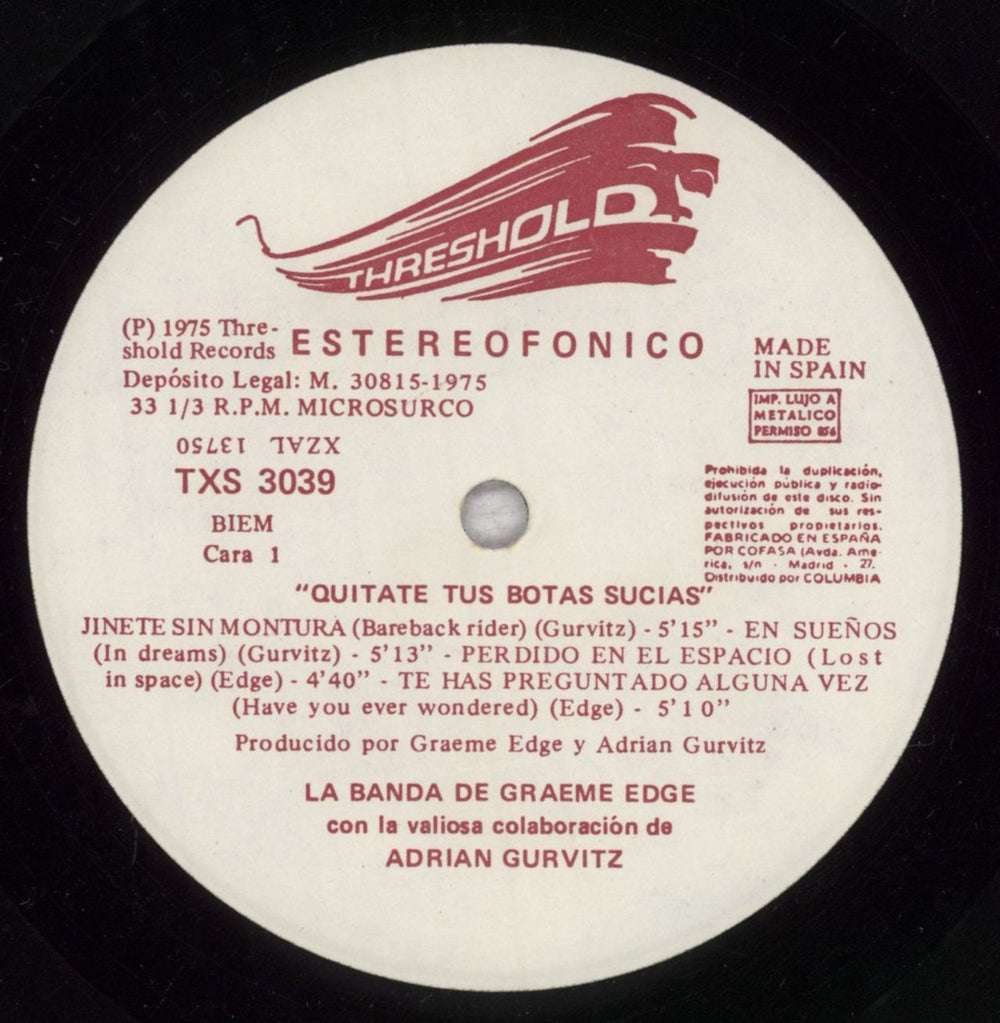 THRESHOLD
(P) 1975 Thre-
shold Records
ESTEREOFONICO
Depósito Legal: M. 30815-1975
33 1/3 R.P.M. MICROSURCO
XZAL 13750
TXS 3039
BIEM
Cara 1
MADE
IN SPAIN
IMP. LUJO A
METALICO
PERMISO 856
Prohibida la duplicación,
ejecución pública y radio-
difusión de este disco. Sin
autorización de sus res-
pectivos propietarios.
FABRICADO EN ESPAÑA
POR COFASA (Avda. Ame-
rica, s/n - Madrid - 27.
Distribuido por COLUMBIA
"QUITATE TUS BOTAS SUCIAS"
JINETE SIN MONTURA (Bareback rider) (Gurvitz) - 5'15" - EN SUEÑOS
(In dreams) (Gurvitz) - 5'13" - PERDIDO EN EL ESPACIO (Lost
in space) (Edge) - 4'40" - TE HAS PREGUNTADO ALGUNA VEZ
(Have you ever wondered) (Edge) - 5'10"
Producido por Graeme Edge y Adrian Gurvitz
LA BANDA DE GRAEME EDGE
con la valiosa colaboración de
ADRIAN GURVITZ